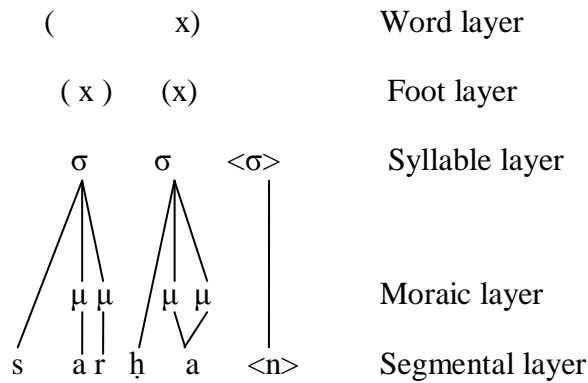 ( x) Word layer
( x ) (x) Foot layer
σ σ <σ> Syllable layer
μ μ μ μ Moraic layer
s a r ḥ a <n> Segmental layer